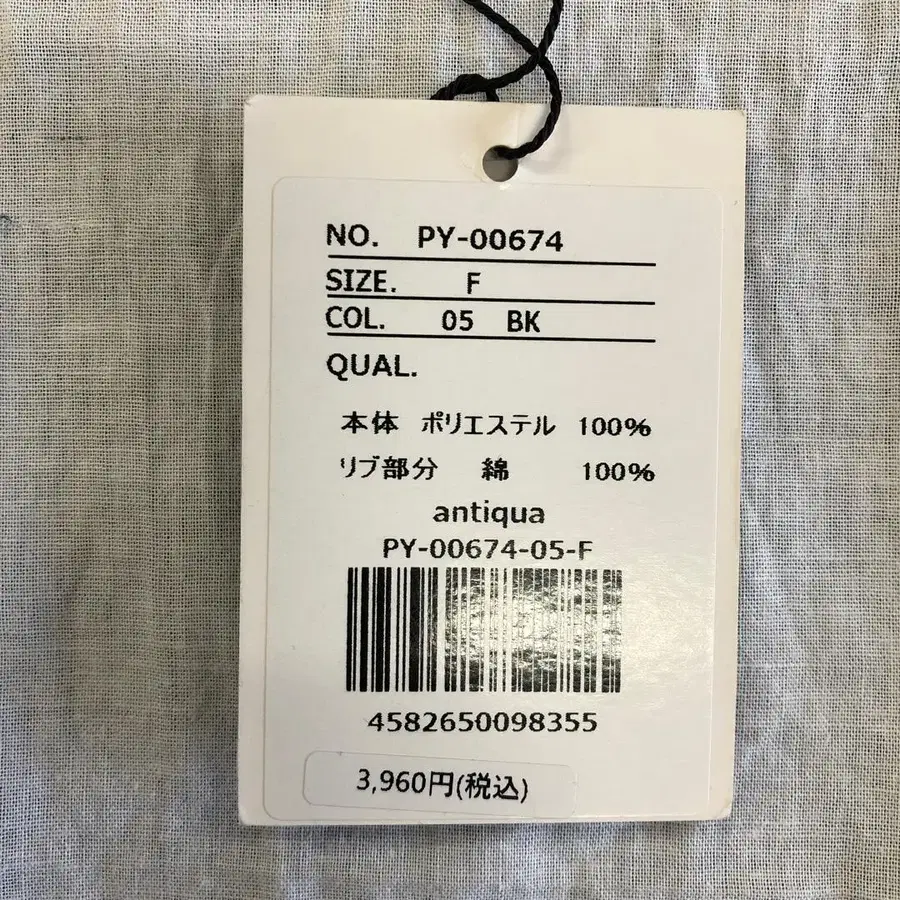 NO. PY-00674
SIZE. F
COL. 05 BK
QUAL.
本体 ポリエステル 100%
リブ部分 綿 100%
antiqua
PY-00674-05-F
4582650098355
3,960円(税込)